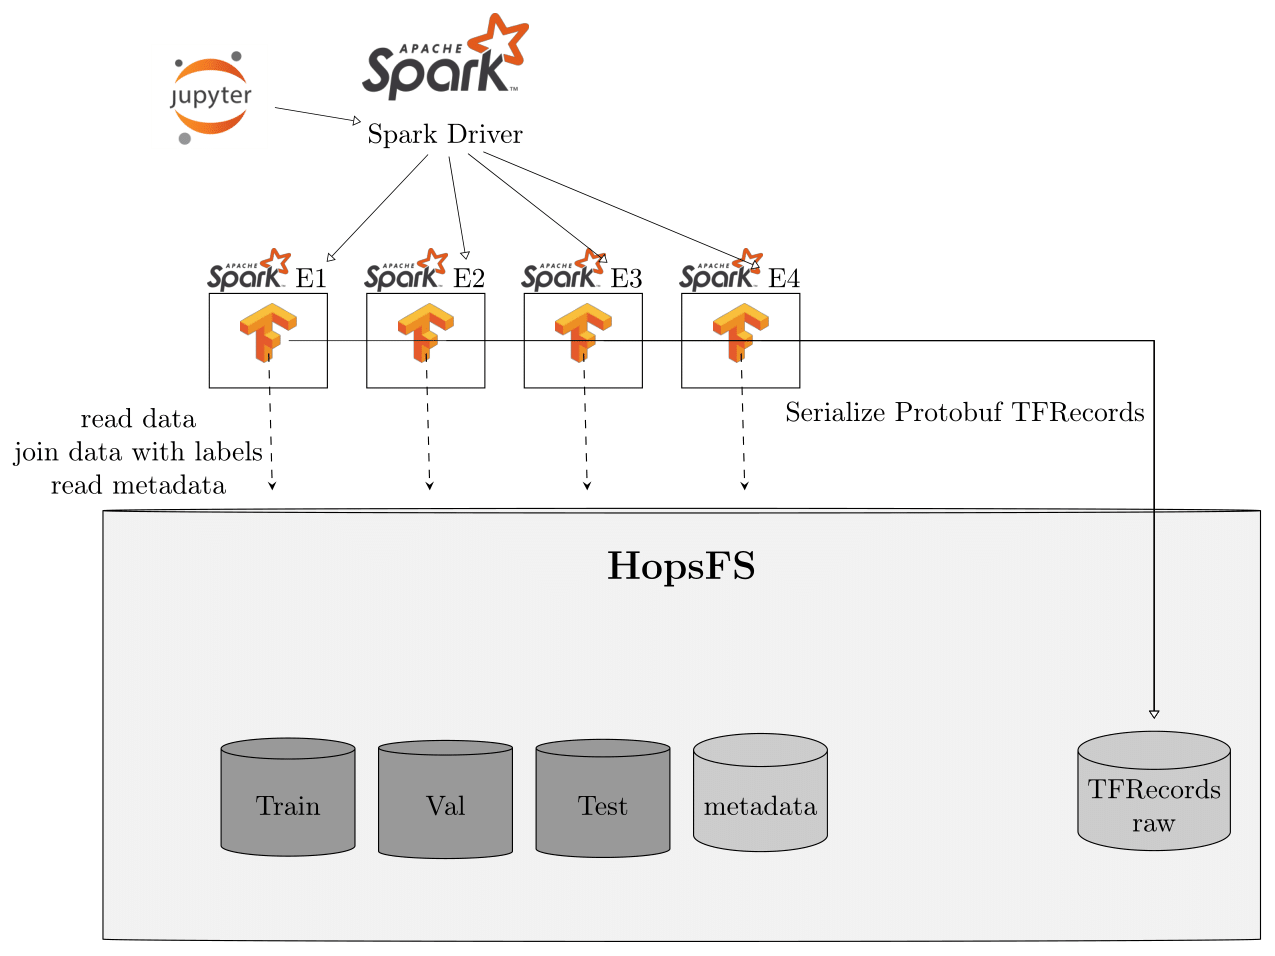 jupyter
APACHE
Spark™
Spark Driver
APACHE
Spark E1
APACHE
Spark E2
APACHE
Spark E3
APACHE
Spark E4
read data
join data with labels
read metadata
Serialize Protobuf TFRecords
HopsFS
Train
Val
Test
metadata
TFRecords
raw